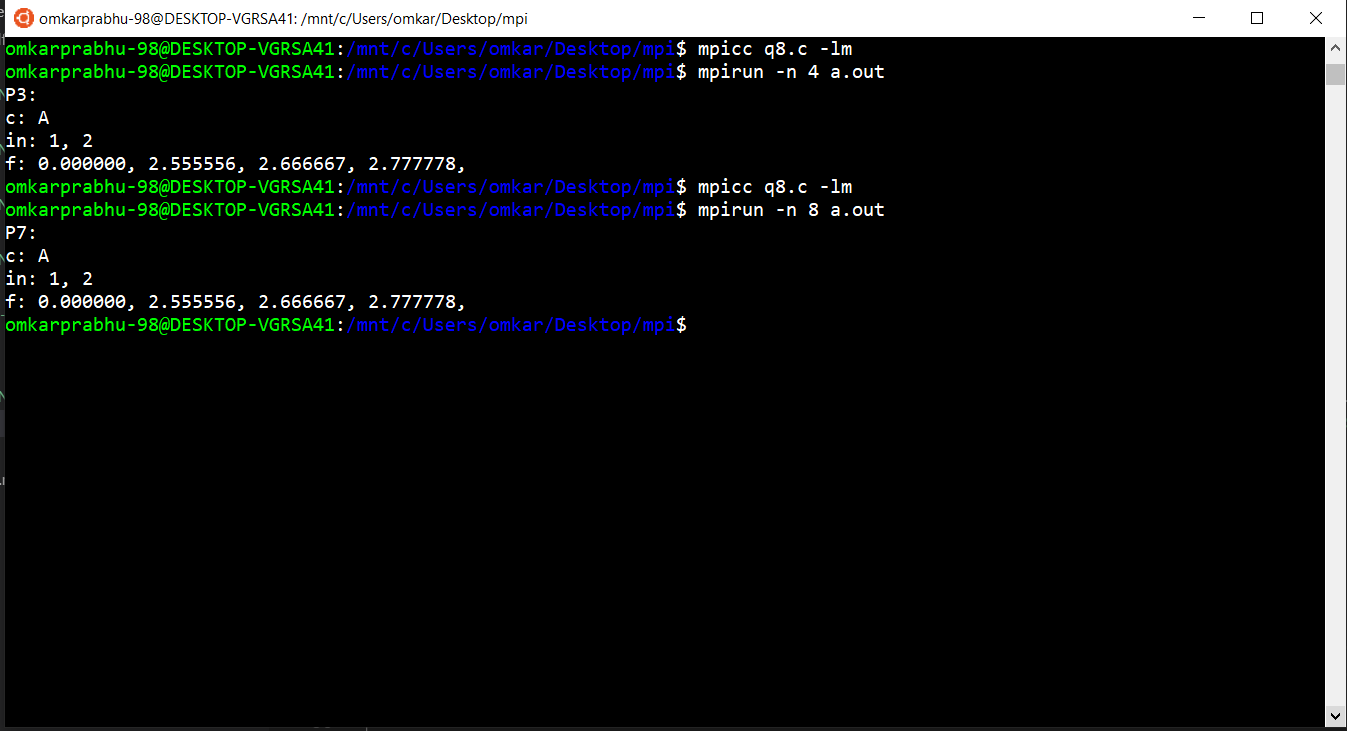 omkarprabhu-98@DESKTOP-VGRSA41: /mnt/c/Users/omkar/Desktop/mpi
omkarprabhu-98@DESKTOP-VGRSA41:/mnt/c/Users/omkar/Desktop/mpi$ mpicc q8.c -lm
omkarprabhu-98@DESKTOP-VGRSA41:/mnt/c/Users/omkar/Desktop/mpi$ mpirun -n 4 a.out
P3:
c: A
in: 1, 2
f: 0.000000, 2.555556, 2.666667, 2.777778,
omkarprabhu-98@DESKTOP-VGRSA41:/mnt/c/Users/omkar/Desktop/mpi$ mpicc q8.c -lm
omkarprabhu-98@DESKTOP-VGRSA41:/mnt/c/Users/omkar/Desktop/mpi$ mpirun -n 8 a.out
P7:
c: A
in: 1, 2
f: 0.000000, 2.555556, 2.666667, 2.777778,
omkarprabhu-98@DESKTOP-VGRSA41:/mnt/c/Users/omkar/Desktop/mpi$